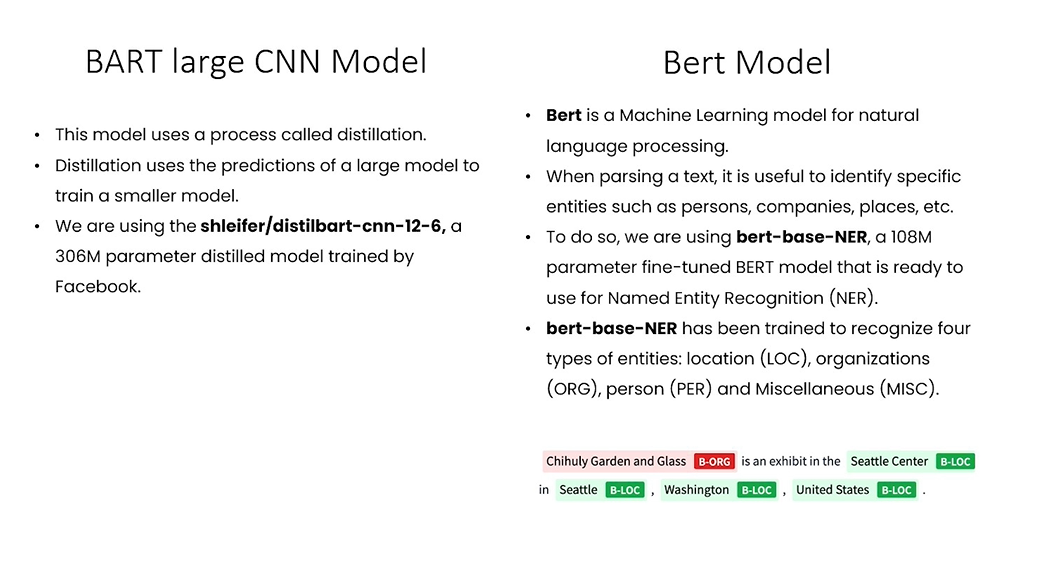 BART large CNN Model
• This model uses a process called distillation.
• Distillation uses the predictions of a large model to
train a smaller model.
• We are using the shleifer/distilbart-cnn-12-6, a
306M parameter distilled model trained by
Facebook.
Bert Model
• Bert is a Machine Learning model for natural
language processing.
• When parsing a text, it is useful to identify specific
entities such as persons, companies, places, etc.
• To do so, we are using bert-base-NER, a 108M
parameter fine-tuned BERT model that is ready to
use for Named Entity Recognition (NER).
• bert-base-NER has been trained to recognize four
types of entities: location (LOC), organizations
(ORG), person (PER) and Miscellaneous (MISC).
Chihuly Garden and Glass B-ORG is an exhibit in the Seattle Center B-LOC
in Seattle B-LOC , Washington B-LOC , United States B-LOC .